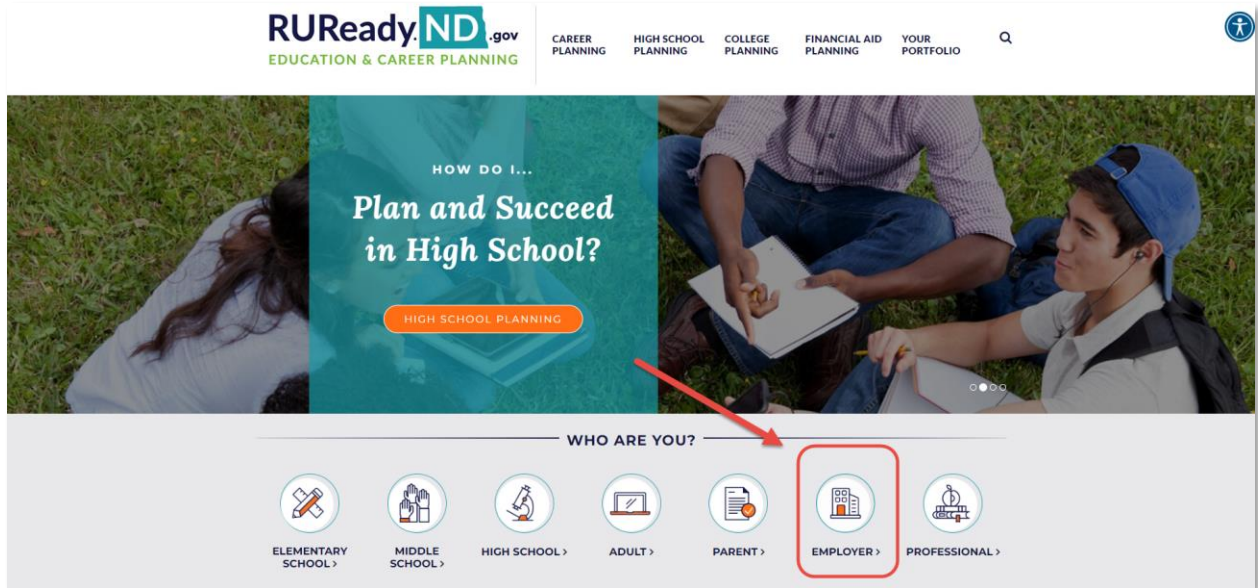 RUReady.ND.gov
EDUCATION & CAREER PLANNING
CAREER
PLANNING
HIGH SCHOOL
PLANNING
COLLEGE
PLANNING
FINANCIAL AID
PLANNING
YOUR
PORTFOLIO
HOW DO I...
Plan and Succeed
in High School?
HIGH SCHOOL PLANNING
WHO ARE YOU?
ELEMENTARY
SCHOOL >
MIDDLE
SCHOOL >
HIGH SCHOOL >
ADULT >
PARENT >
EMPLOYER >
PROFESSIONAL >